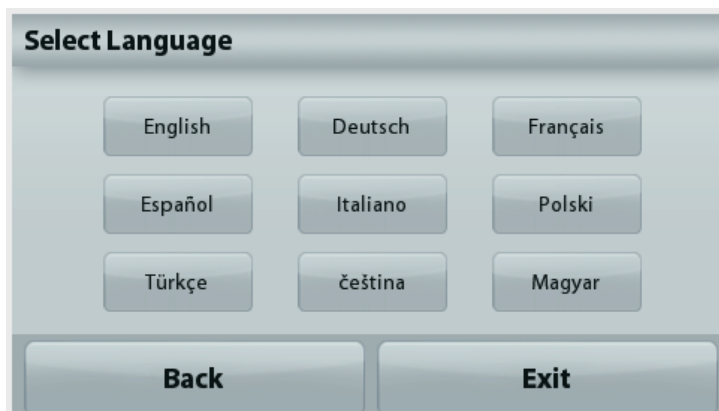 Select Language
English Deutsch Français
Español Italiano Polski
Türkçe čeština Magyar
Back Exit